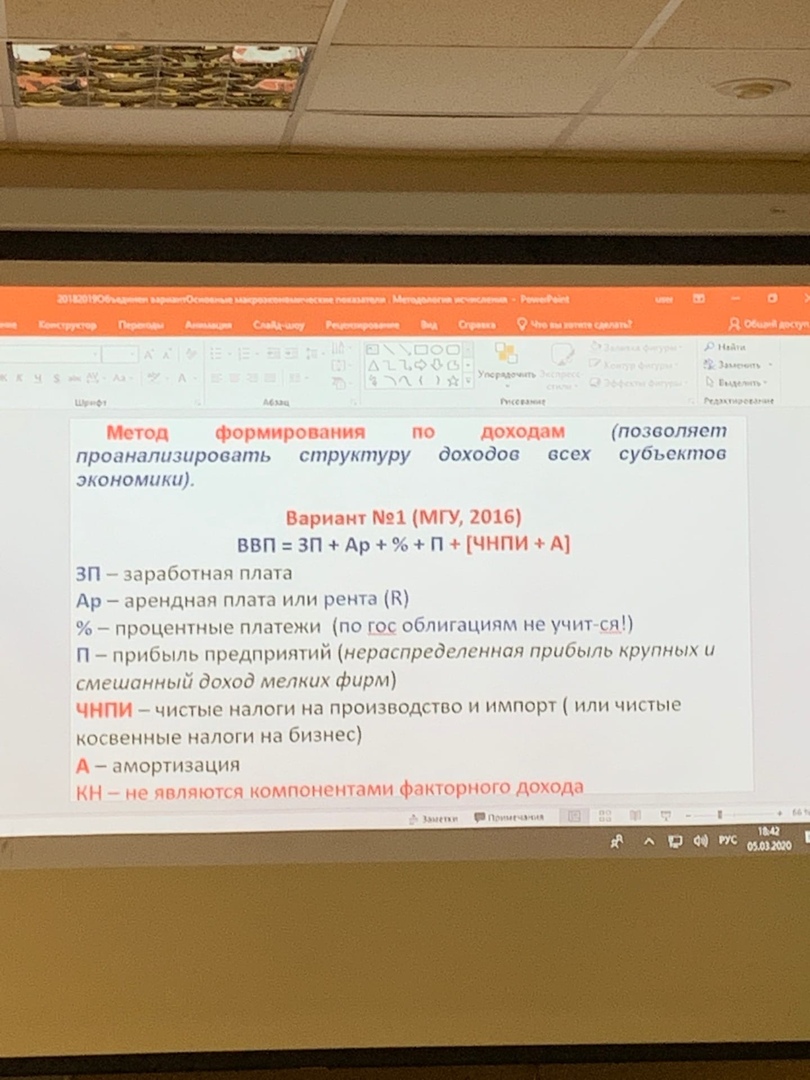 20182019Объединен вариантОсновные макроэкономические показатели . Методология исчисления - PowerPoint
user
Конструктор Переходы Анимация Слайд-шоу Рецензирование Вид Справка Что вы хотите сделать? Общий доступ
Найти
Упорядочить Экспресс-стили Заливка фигуры Контур фигуры Эффекты фигуры
Заменить
Выделить
Ж К Ч S abc AV Aa А
Шрифт Абзац Рисование Редактирование
Метод формирования по доходам (позволяет
проанализировать структуру доходов всех субъектов
экономики).
Вариант №1 (МГУ, 2016)
ВВП = ЗП + Ар + % + П + [ЧНПИ + А]
ЗП – заработная плата
Ар – арендная плата или рента (R)
% – процентные платежи (по гос облигациям не учит-ся!)
П – прибыль предприятий (нераспределенная прибыль крупных и
смешанный доход мелких фирм)
ЧНПИ – чистые налоги на производство и импорт ( или чистые
косвенные налоги на бизнес)
А – амортизация
КН – не являются компонентами факторного дохода
Заметки Примечания 66 %
РУС 18:42
05.03.2020